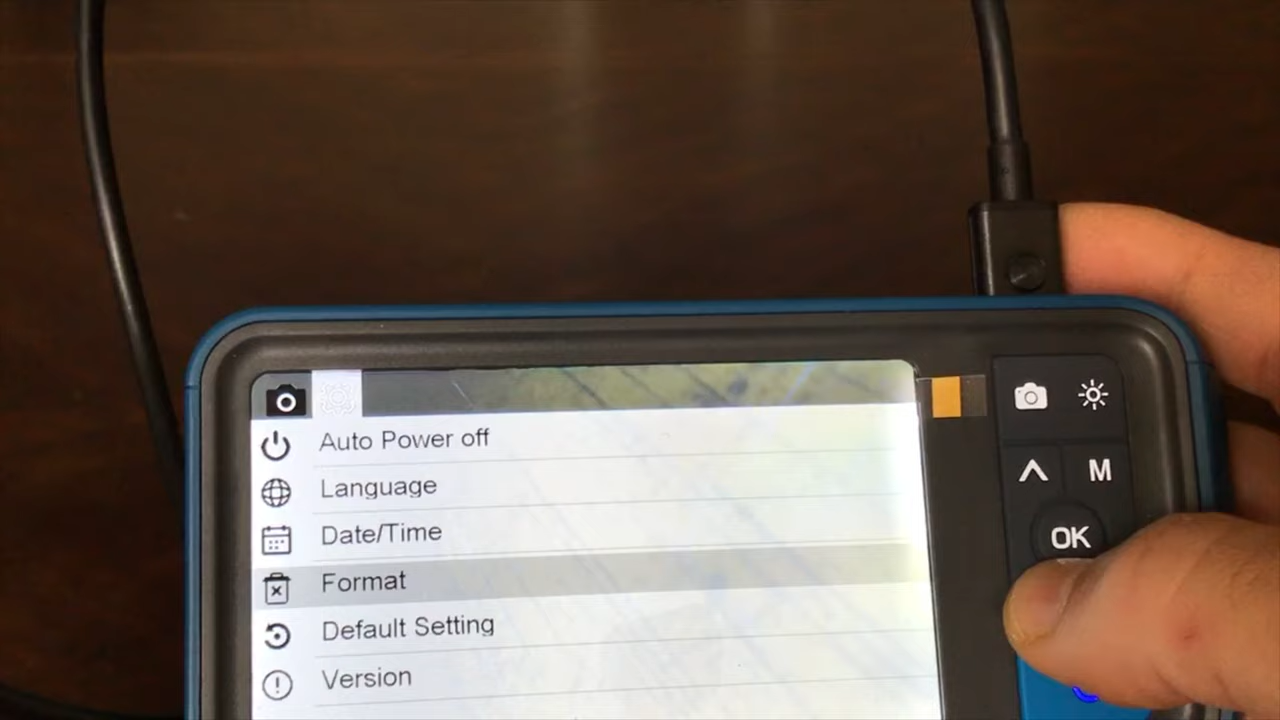 Auto Power off
Language
Date/Time
Format
Default Setting
Version
M
OK